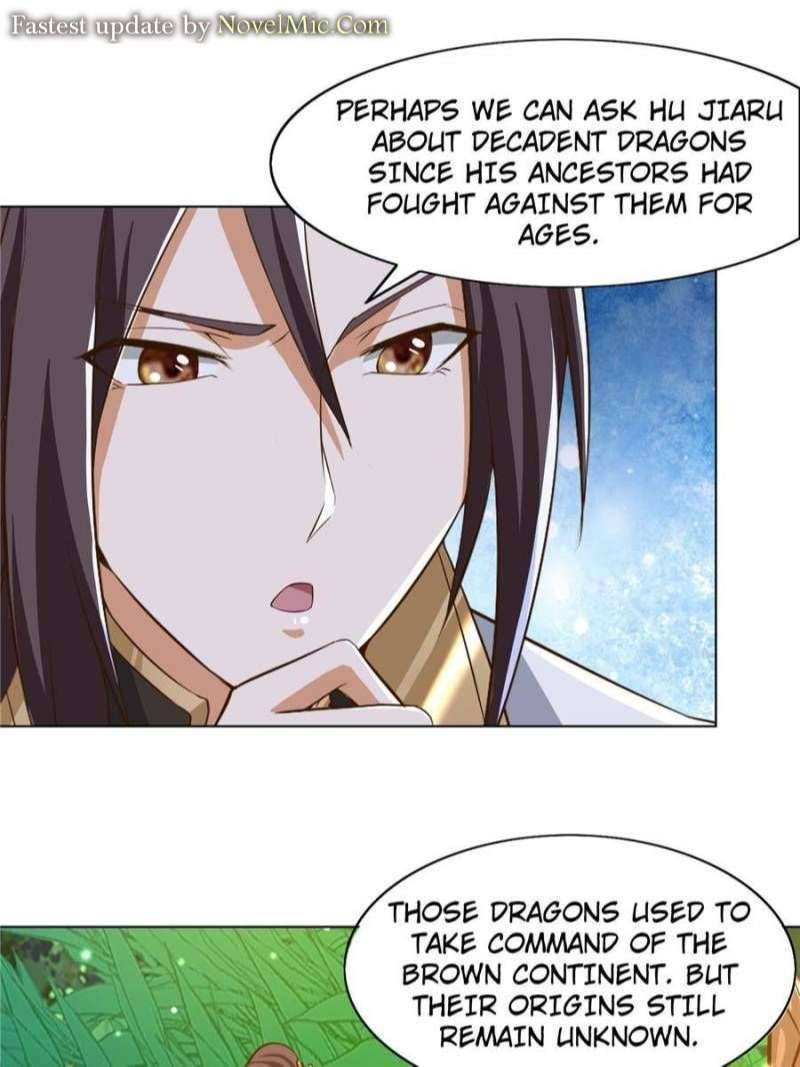 Fastest update by NovelMic.Com
PERHAPS WE CAN ASK HU JIARU
ABOUT DECADENT DRAGONS
SINCE HIS ANCESTORS HAD
FOUGHT AGAINST THEM FOR
AGES.
THOSE DRAGONS USED TO
TAKE COMMAND OF THE
BROWN CONTINENT. BUT
THEIR ORIGINS STILL
REMAIN UNKNOWN.